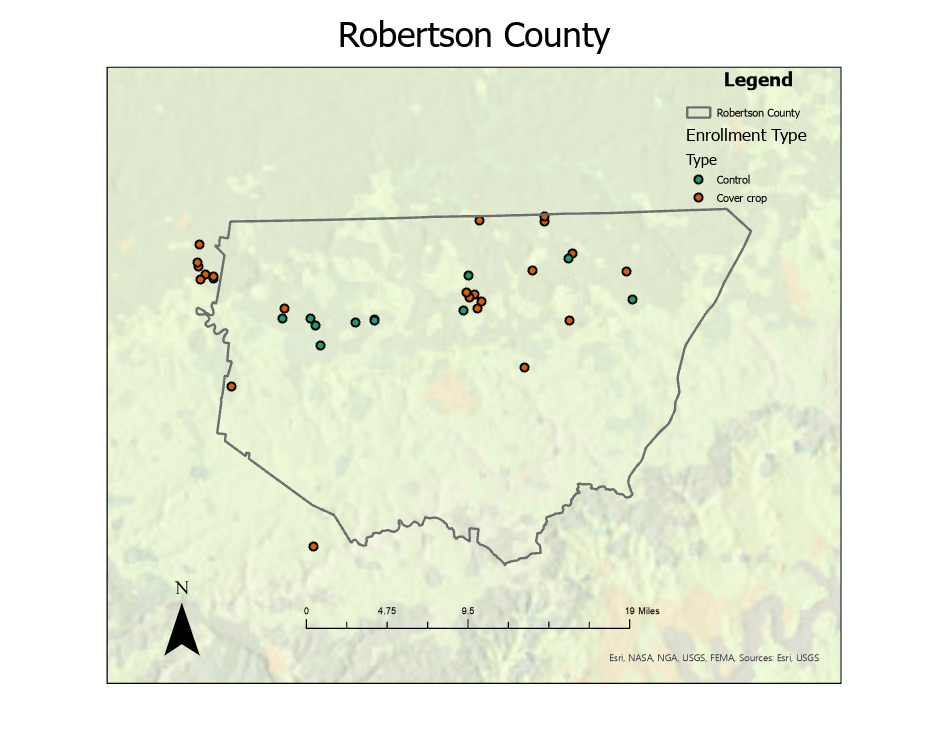 Robertson County
Legend
Robertson County
Enrollment Type
Type
Control
Cover crop
N
0 4.75 9.5 19 Miles
Esri, NASA, NGA, USGS, FEMA, Sources: Esri, USGS